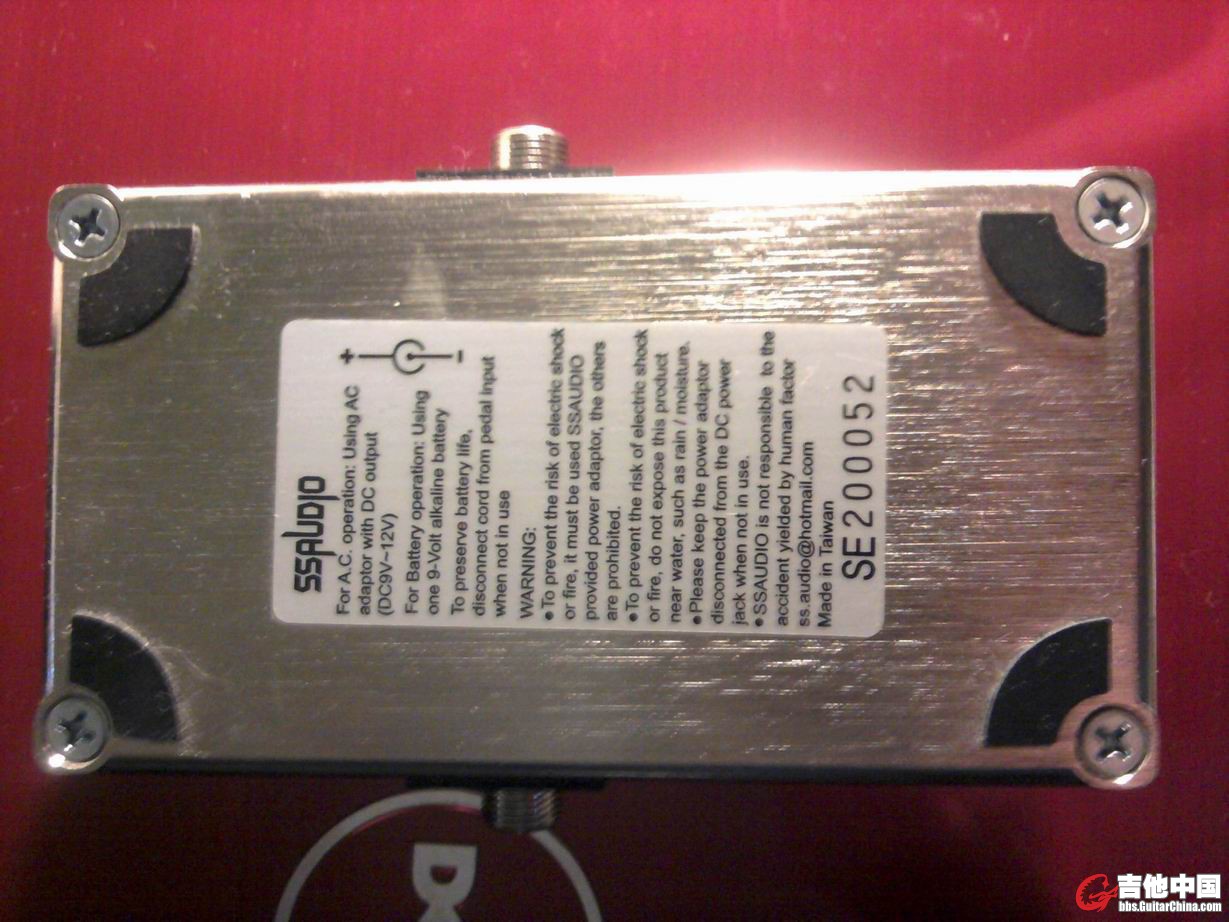 SSAUDIO
For A.C. operation: Using AC
adaptor with DC output
(DC9V~12V)
+
-
For Battery operation: Using
one 9-Volt alkaline battery
To preserve battery life,
disconnect cord from pedal input
when not in use
WARNING:
• To prevent the risk of electric shock
or fire, it must be used SSAUDIO
provided power adaptor, the others
are prohibited.
• To prevent the risk of electric shock
or fire, do not expose this product
near water, such as rain / moisture.
• Please keep the power adaptor
disconnected from the DC power
jack when not in use.
• SSAUDIO is not responsible to the
accident yielded by human factor
ss.audio@hotmail.com
Made in Taiwan
SE200052
吉他中国
bbs.GuitarChina.com